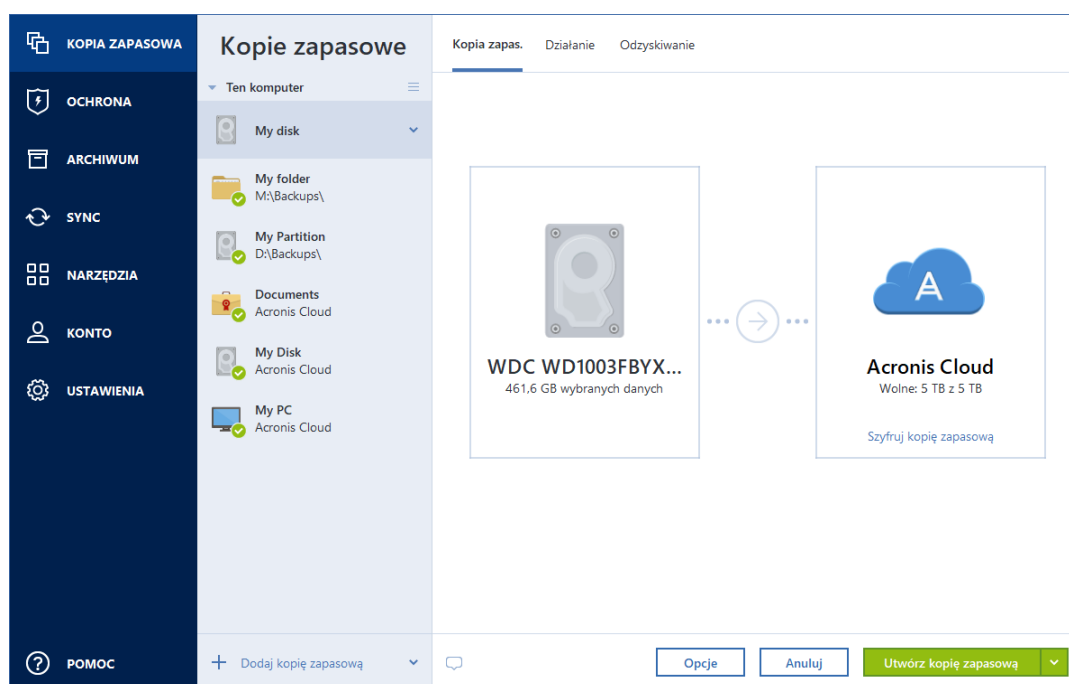 KOPIA ZAPASOWA
OCHRONA
ARCHIWUM
SYNC
NARZĘDZIA
KONTO
USTAWIENIA
POMOC
Kopie zapasowe
Ten komputer
My disk
My folder
M:\Backups\
My Partition
D:\Backups\
Documents
Acronis Cloud
My Disk
Acronis Cloud
My PC
Acronis Cloud
Dodaj kopię zapasową
Kopia zapas. Działanie Odzyskiwanie
WDC WD1003FBYX...
461,6 GB wybranych danych
Acronis Cloud
Wolne: 5 TB z 5 TB
Szyfruj kopię zapasową
Opcje Anuluj Utwórz kopię zapasową